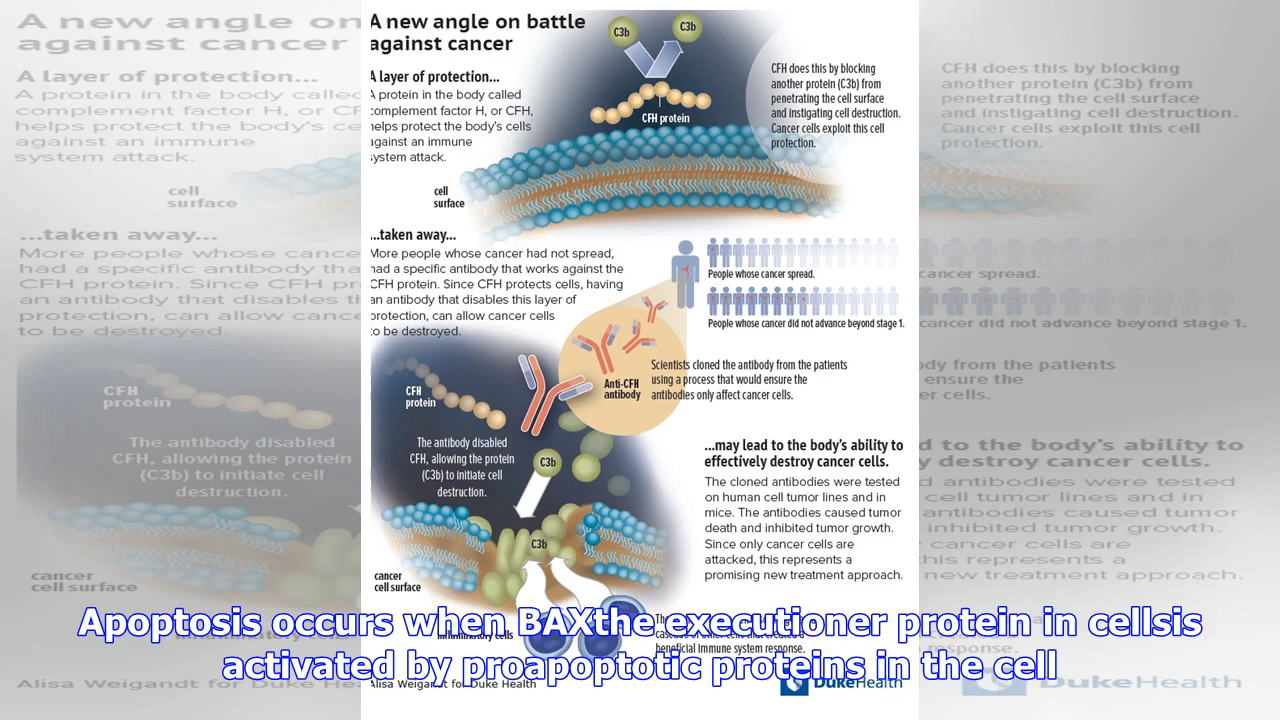 A new angle on battle
against cancer
A layer of protection...
A protein in the body called
complement factor H, or CFH,
helps protect the body's cells
against an immune
system attack.
C3b
C3b
CFH protein
CFH does this by blocking
another protein (C3b) from
penetrating the cell surface
and instigating cell destruction.
Cancer cells exploit this cell
protection.
cell
surface
...taken away...
More people whose cancer had not spread,
had a specific antibody that works against the
CFH protein. Since CFH protects cells, having
an antibody that disables this layer of
protection, can allow cancer cells
to be destroyed.
People whose cancer spread.
People whose cancer did not advance beyond stage 1.
Scientists cloned the antibody from the patients
using a process that would ensure the
antibodies only affect cancer cells.
Anti-CFH
antibody
CFH
protein
The antibody disabled
CFH, allowing the protein
(C3b) to initiate cell
destruction.
C3b
C3b
cancer
cell surface
...may lead to the body's ability to
effectively destroy cancer cells.
The cloned antibodies were tested
on human cell tumor lines and in
mice. The antibodies caused tumor
death and inhibited tumor growth.
Since only cancer cells are
attacked, this represents a
promising new treatment approach.
beneficial immune system response.
Apoptosis occurs when BAXthe executioner protein in cellsis
activated by proapoptotic proteins in the cell
Alisa Weigandt for Duke Health
DukeHealth